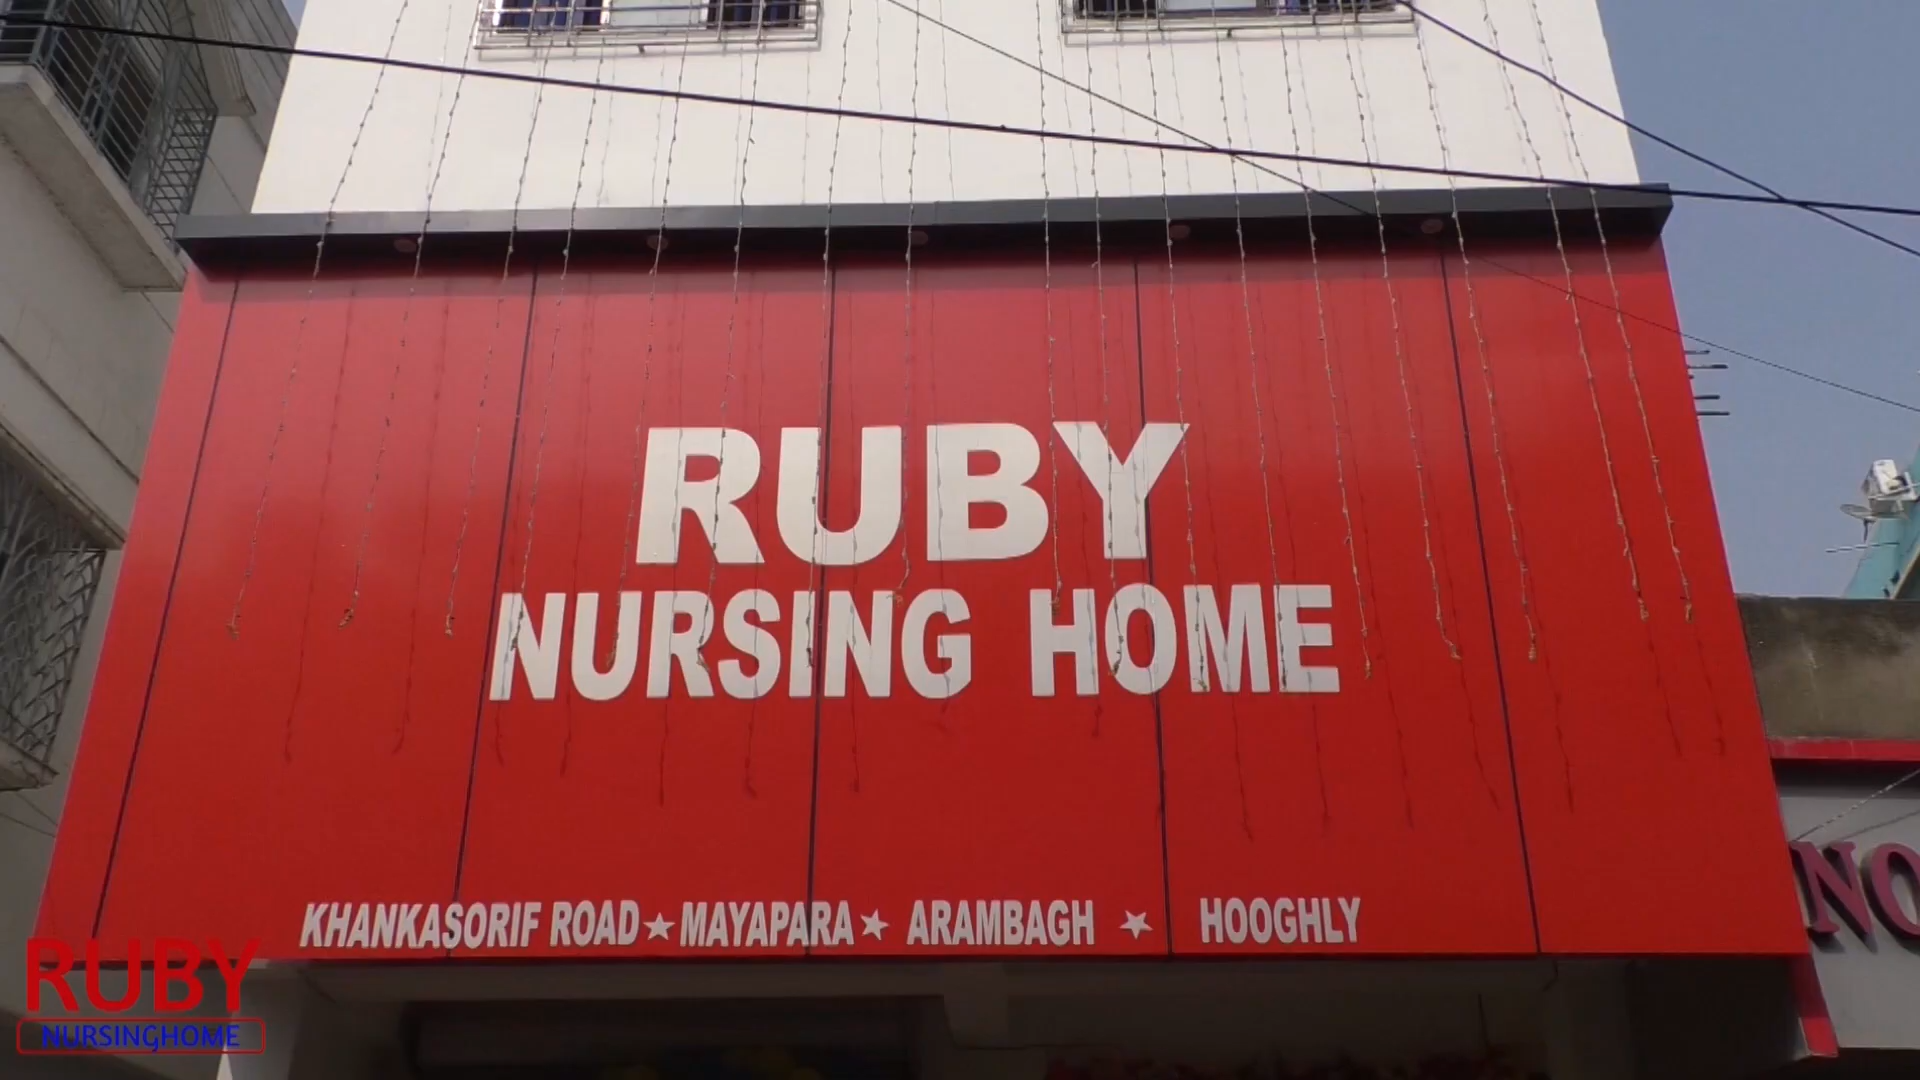 RUBY
NURSING HOME
KHANKASORIF ROAD★MAYAPARA★ ARAMBAGH ★ HOOGHLY
RUBY
NURSINGHOME